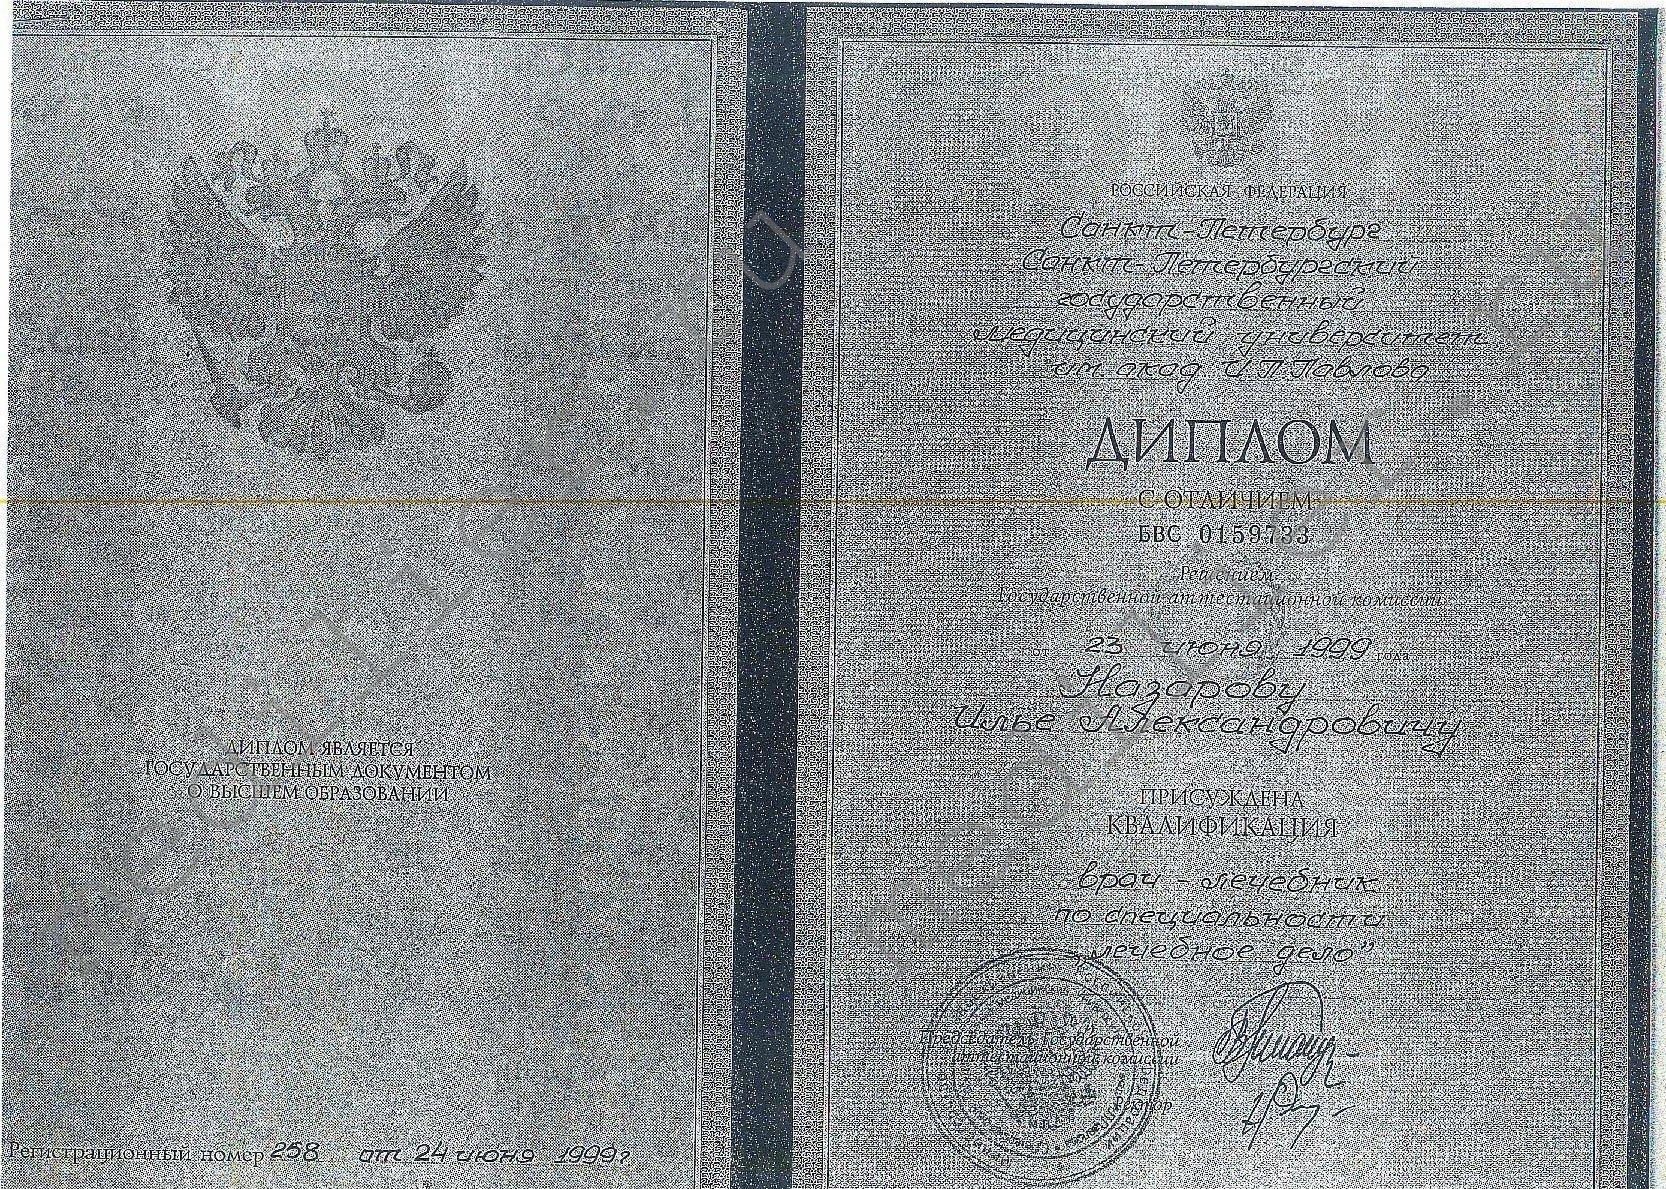 ДИПЛОМ ЯВЛЯЕТСЯ
ГОСУДАРСТВЕННЫМ ДОКУМЕНТОМ
О ВЫСШЕМ ОБРАЗОВАНИИ
Регистрационный номер 258 от 24 июня 1999г
РОССИЙСКАЯ ФЕДЕРАЦИЯ
Санкт-Петербург
Санкт-Петербургский
государственный
медицинский университет
им. акад. И.П.Павлова
ДИПЛОМ
С ОТЛИЧИЕМ
БВС 0159733
Решением
Государственной аттестационной комиссии
от 23 июня 1999 года
Назарову
Илье Александровичу
ПРИСУЖДЕНА
КВАЛИФИКАЦИЯ
врач - лечебник
по специальности
„лечебное дело"
Председатель Государственной
аттестационной комиссии